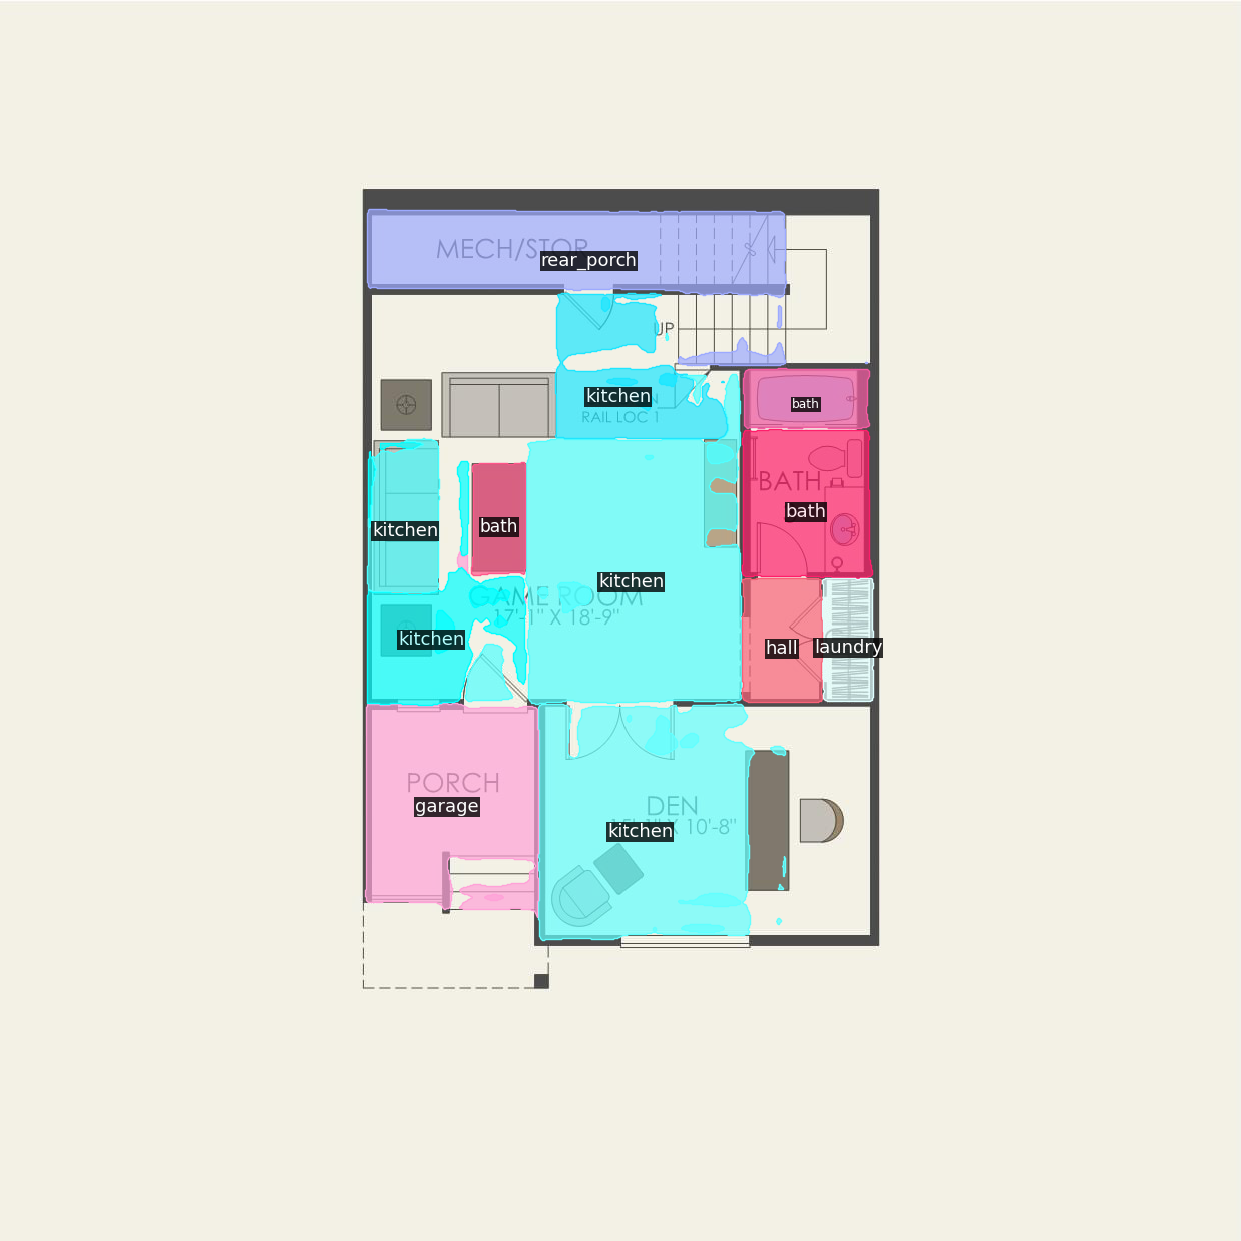 MECH/STOR
rear_porch
UP
kitchen
RAIL LOC 1
bath
BATH
bath
kitchen
bath
kitchen
GAME ROOM
17'-1" X 18'-9"
kitchen
hall
laundry
PORCH
garage
DEN
X 10'-8"
kitchen